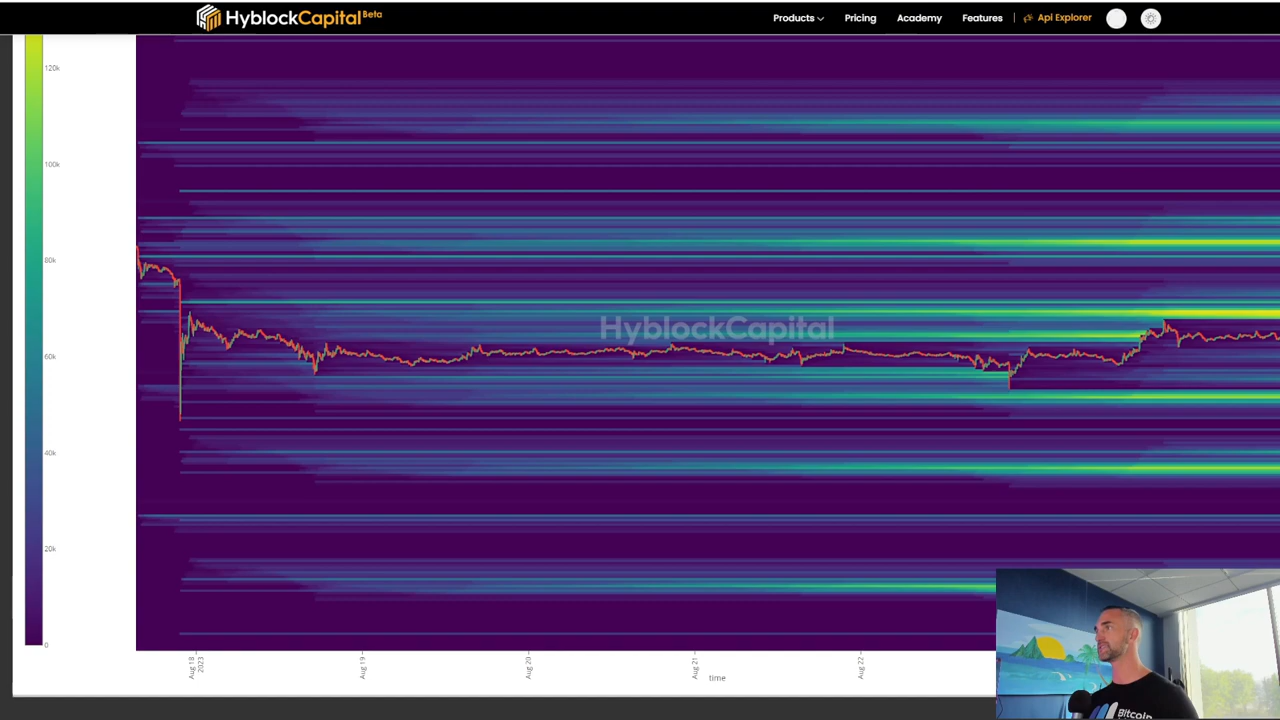 HyblockCapital Beta
Products
Pricing
Academy
Features
Api Explorer
120k
100k
80k
60k
40k
20k
0
HyblockCapital
Aug 18
2023
Aug 19
Aug 20
Aug 21
Aug 22
time
Bitcoin